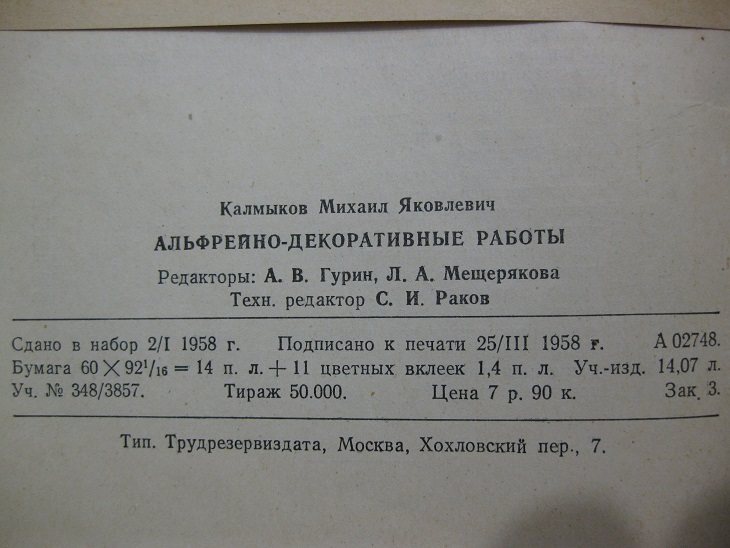 Калмыков Михаил Яковлевич
АЛЬФРЕЙНО-ДЕКОРАТИВНЫЕ РАБОТЫ
Редакторы: А. В. Гурин, Л. А. Мещерякова
Техн. редактор С. И. Раков
Сдано в набор 2/I 1958 г. Подписано к печати 25/III 1958 г. А 02748.
Бумага 60 × 92¹/₁₆ = 14 п. л. + 11 цветных вклеек 1,4 п. л. Уч.-изд. 14,07 л.
Уч. № 348/3857. Тираж 50.000. Цена 7 р. 90 к. Зак. 3.
Тип. Трудрезервиздата, Москва, Хохловский пер., 7.